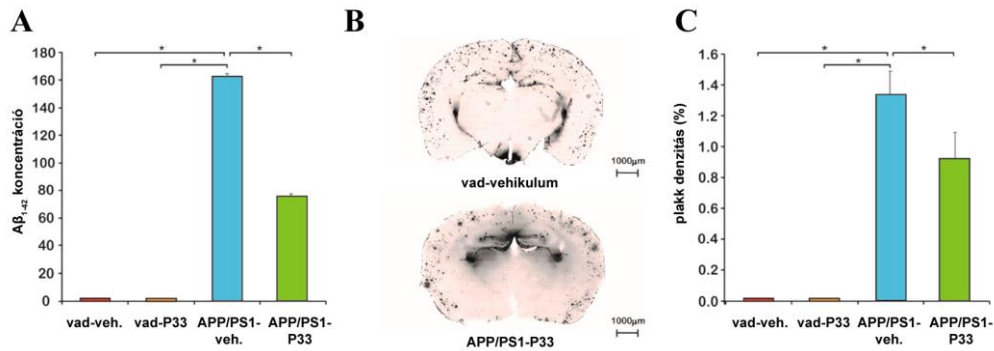 A
Aβ1-42 koncentráció
180
160
140
120
100
80
60
40
20
0
*
*
*
vad-veh.
vad-P33
APP/PS1-
veh.
APP/PS1-
P33
B
1000µm
vad-vehikulum
1000µm
APP/PS1-P33
C
plakk denzitás (%)
1.6
1.4
1.2
1.0
0.8
0.6
0.4
0.2
0.0
*
*
*
vad-veh.
vad-P33
APP/PS1-
veh.
APP/PS1-
P33